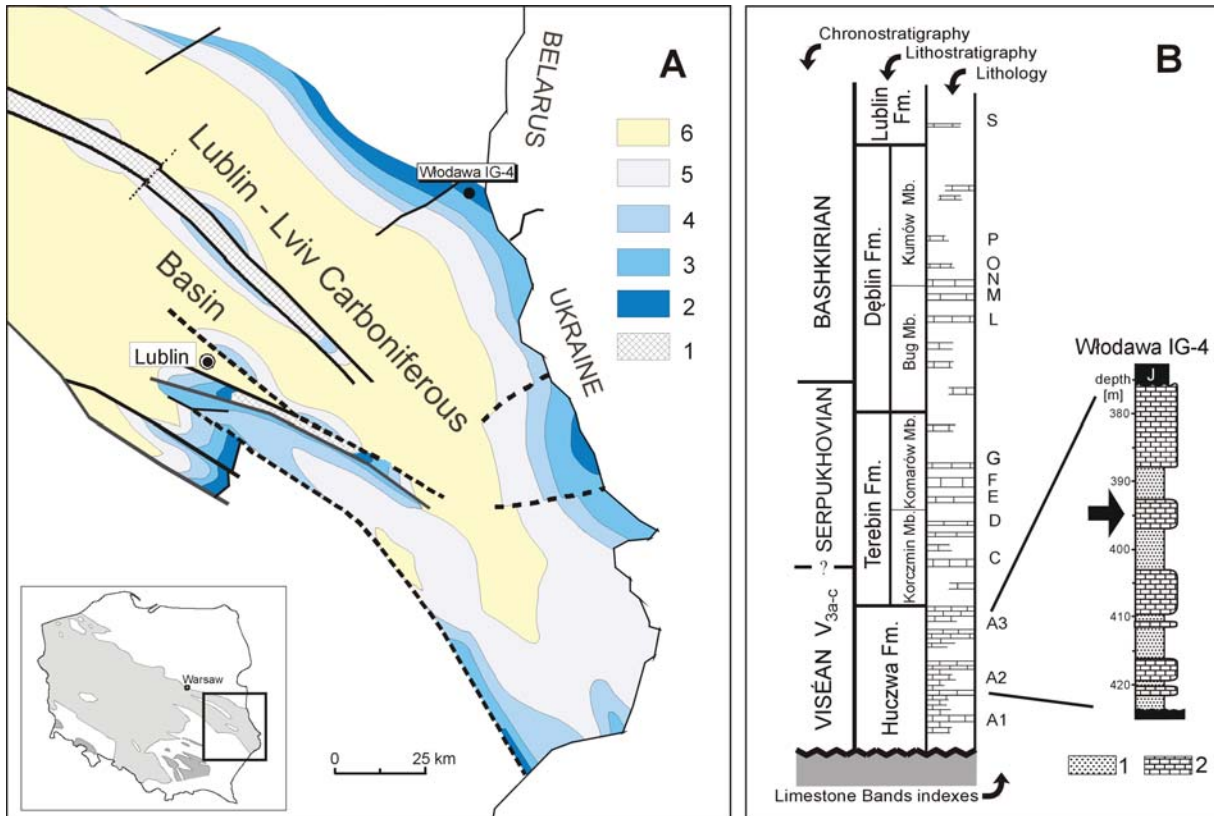 A
BELARUS
6
5
4
3
2
1
Włodawa IG-4
Lublin - Lviv Carboniferous
Basin
Lublin
UKRAINE
Warsaw
0 25 km
B
Chronostratigraphy
Lithostratigraphy
Lithology
BASHKIRIAN
SERPUKHOVIAN
?
VISÉAN V3a-c
Lublin
Fm.
Dęblin Fm.
Terebin Fm.
Huczwa Fm.
Kumów Mb.
Bug Mb.
Komarów Mb.
Korczmin Mb.
S
P
O
N
M
L
G
F
E
D
C
A3
A2
A1
Włodawa IG-4
depth
[m]
J
380
390
400
410
420
1
2
Limestone Bands indexes